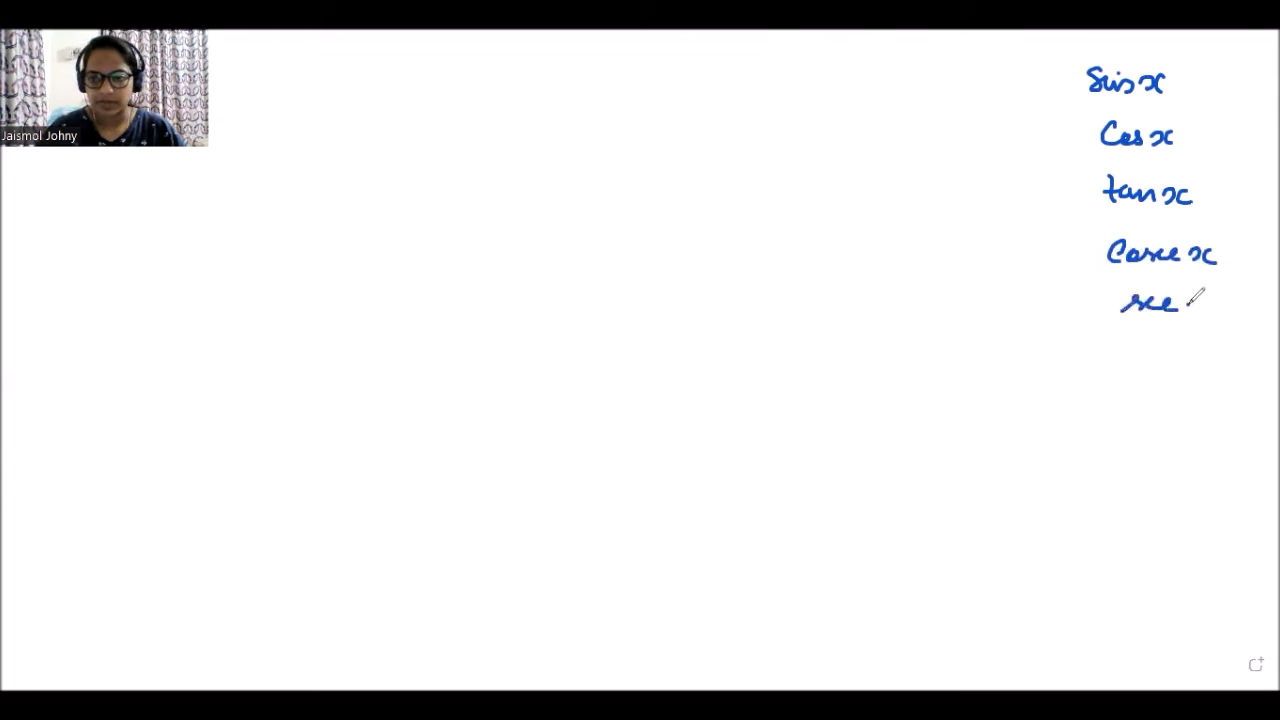 Jaismol Johny
Sin x
Cos x
tan x
Cosec x
sec